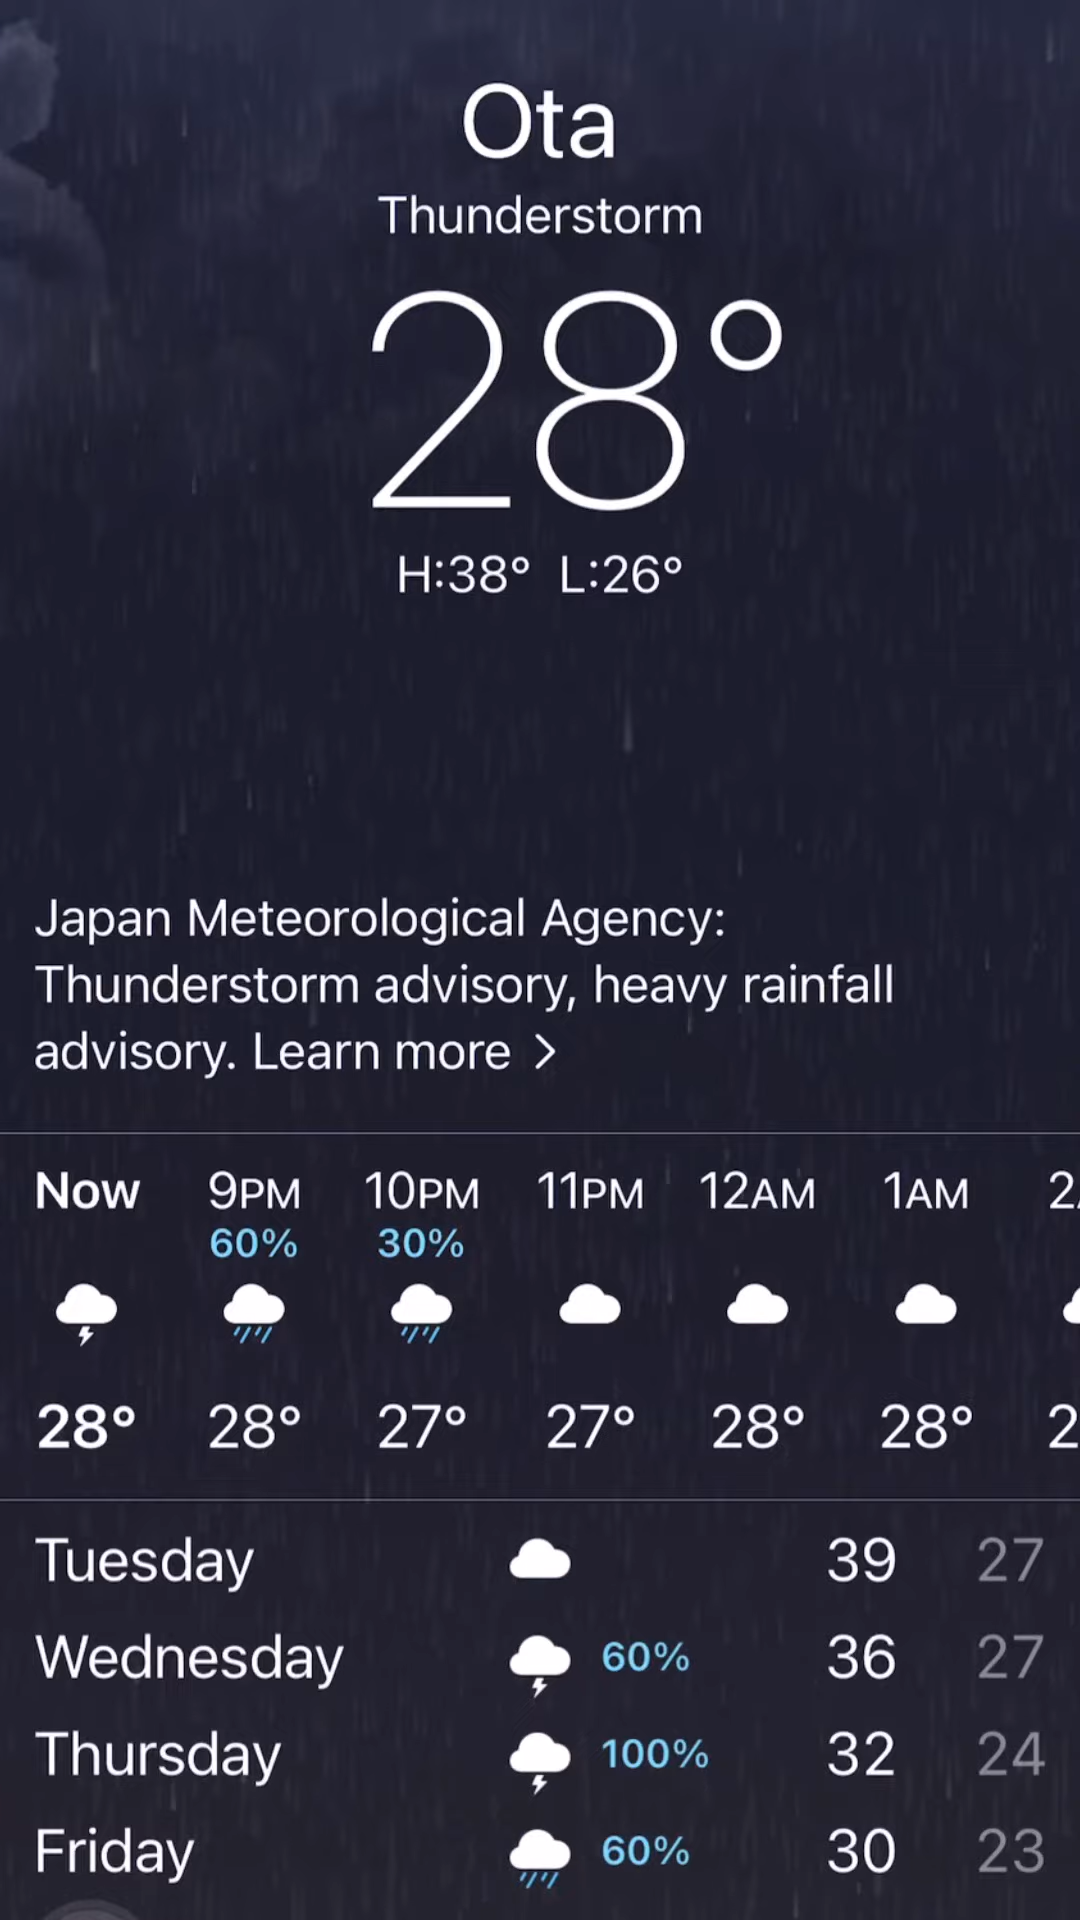 Ota
Thunderstorm
28°
H:38° L:26°
Japan Meteorological Agency:
Thunderstorm advisory, heavy rainfall
advisory. Learn more >
Now 9PM 10PM 11PM 12AM 1AM
60% 30%
28° 28° 27° 27° 28° 28°
Tuesday 39 27
Wednesday 60% 36 27
Thursday 100% 32 24
Friday 60% 30 23